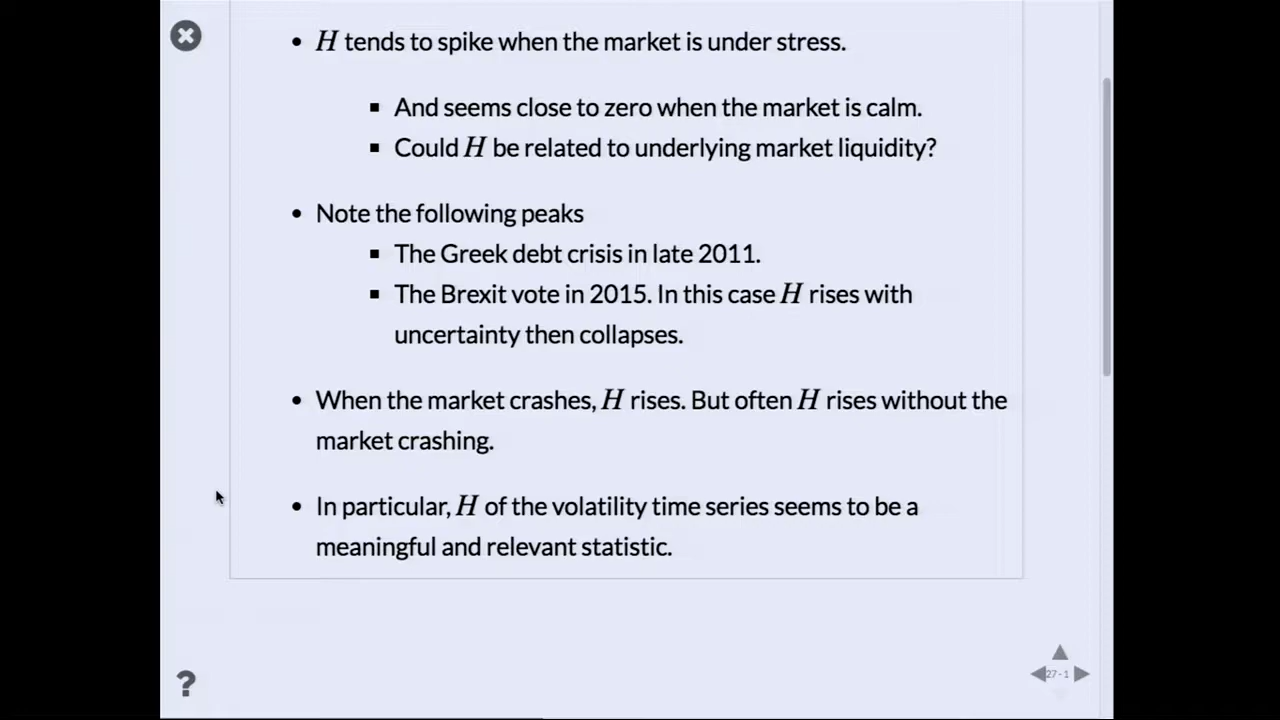 • H tends to spike when the market is under stress.
▪ And seems close to zero when the market is calm.
▪ Could H be related to underlying market liquidity?
• Note the following peaks
▪ The Greek debt crisis in late 2011.
▪ The Brexit vote in 2015. In this case H rises with
uncertainty then collapses.
• When the market crashes, H rises. But often H rises without the
market crashing.
• In particular, H of the volatility time series seems to be a
meaningful and relevant statistic.
?
27-1